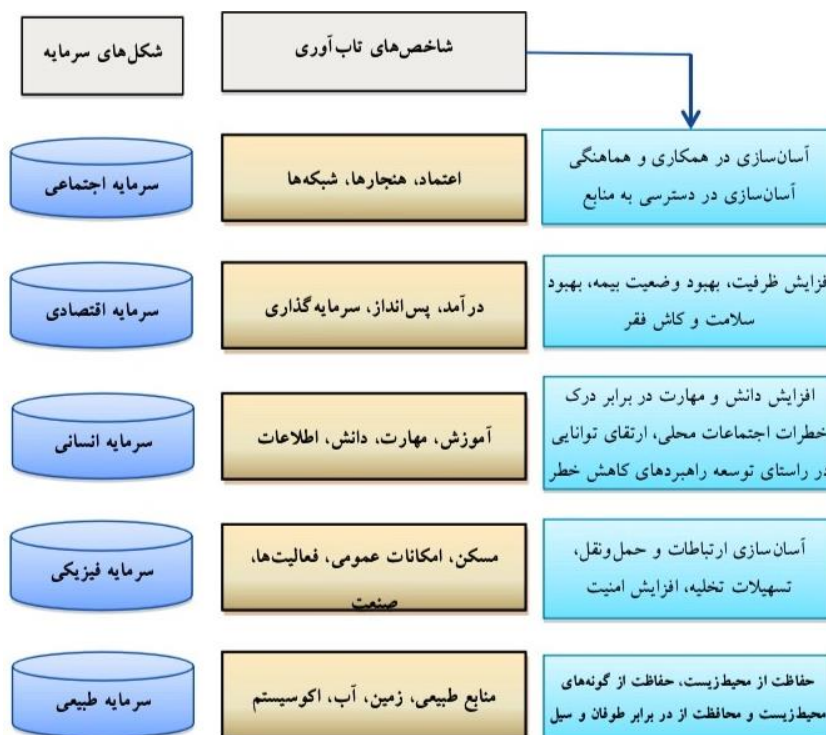 شاخص‌های تاب‌آوری
شکل‌های سرمایه
آسان‌سازی در همکاری و هماهنگی
آسان‌سازی در دسترسی به منابع
اعتماد، هنجارها، شبکه‌ها
سرمایه اجتماعی
فزایش ظرفیت، بهبود وضعیت بیمه، بهبود
سلامت و کاش فقر
درآمد، پس‌انداز، سرمایه‌گذاری
سرمایه اقتصادی
افزایش دانش و مهارت در برابر درک
خطرات اجتماعات محلی، ارتقای توانایی
در راستای توسعه راهبردهای کاهش خطر
آموزش، مهارت، دانش، اطلاعات
سرمایه انسانی
آسان‌سازی ارتباطات و حمل‌ونقل،
تسهیلات تخلیه، افزایش امنیت
مسکن، امکانات عمومی، فعالیت‌ها،
صنعت
سرمایه فیزیکی
حفاظت از محیط‌زیست، حفاظت از گونه‌های
محیط‌زیست و محافظت از در برابر طوفان و سیل
منابع طبیعی، زمین، آب، اکوسیستم
سرمایه طبیعی